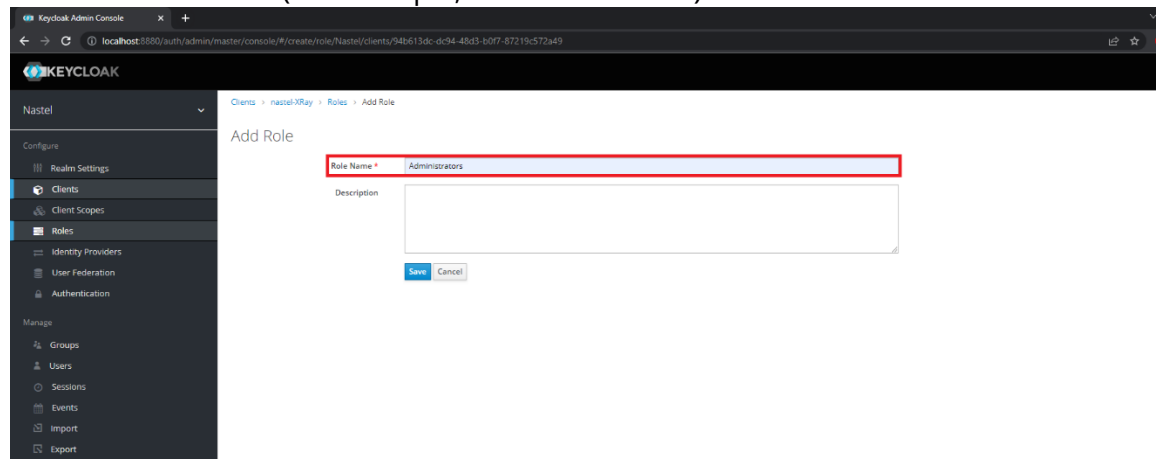 Keycloak Admin Console
localhost:8880/auth/admin/master/console/#/create/role/Nastel/clients/94b613dc-dc94-48d3-b0f7-87219c572a49
KEYCLOAK
Nastel
Clients > nastel-XRay > Roles > Add Role
Add Role
Role Name * Administrators
Description
Save Cancel
Configure
Realm Settings
Clients
Client Scopes
Roles
Identity Providers
User Federation
Authentication
Manage
Groups
Users
Sessions
Events
Import
Export